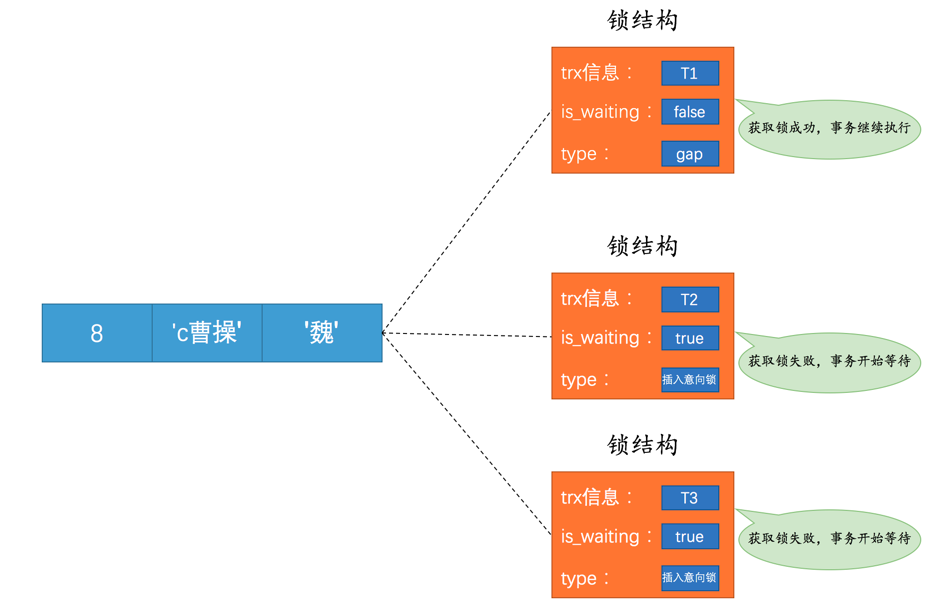 锁结构
trx信息： T1
is_waiting： false
type： gap
获取锁成功，事务继续执行
8 'c曹操' '魏'
锁结构
trx信息： T2
is_waiting： true
type： 插入意向锁
获取锁失败，事务开始等待
锁结构
trx信息： T3
is_waiting： true
type： 插入意向锁
获取锁失败，事务开始等待